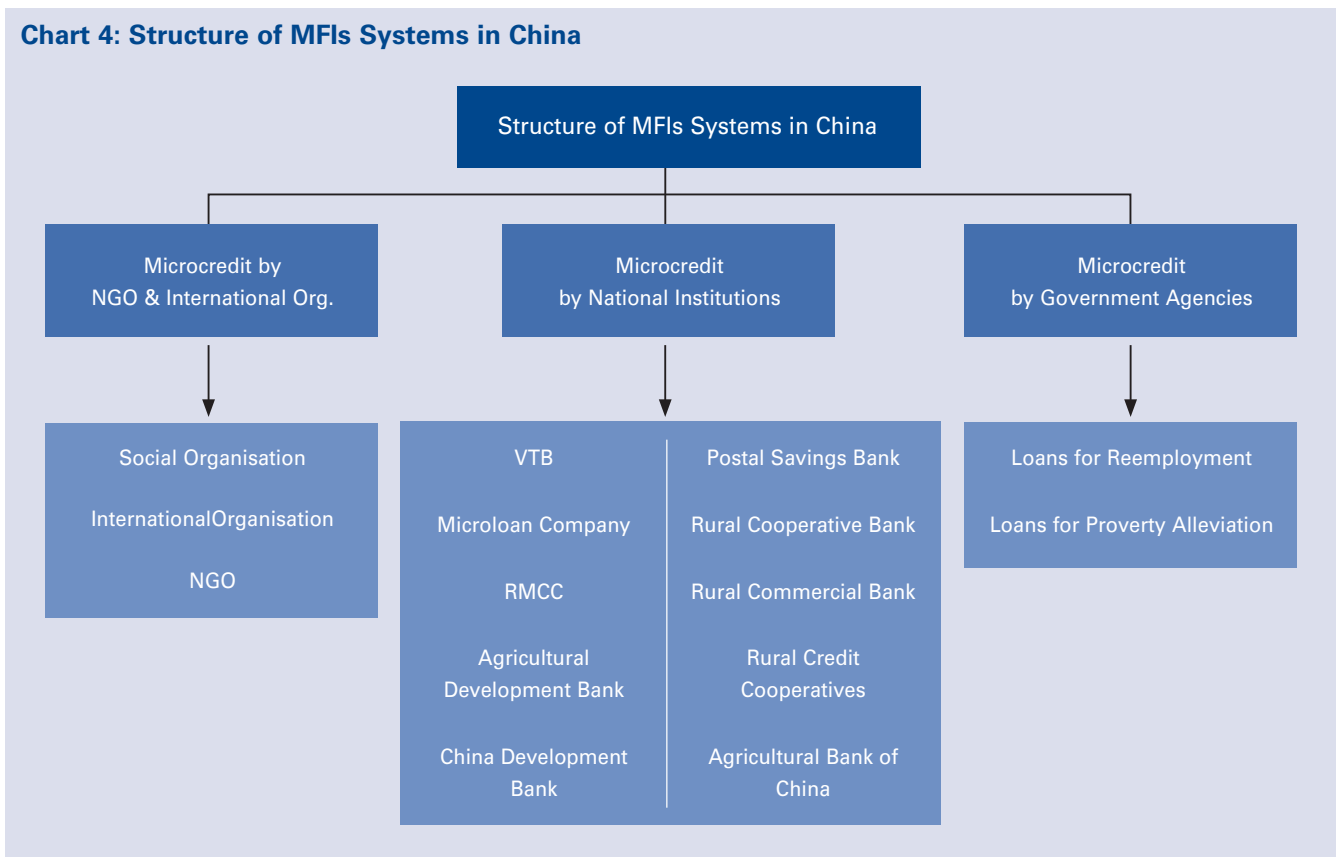 Chart 4: Structure of MFIs Systems in China
Structure of MFIs Systems in China
Microcredit by
NGO & International Org.
Microcredit
by National Institutions
Microcredit
by Government Agencies
Social Organisation
InternationalOrganisation
NGO
VTB
Microloan Company
RMCC
Agricultural
Development Bank
China Development
Bank
Postal Savings Bank
Rural Cooperative Bank
Rural Commercial Bank
Rural Credit
Cooperatives
Agricultural Bank of
China
Loans for Reemployment
Loans for Proverty Alleviation